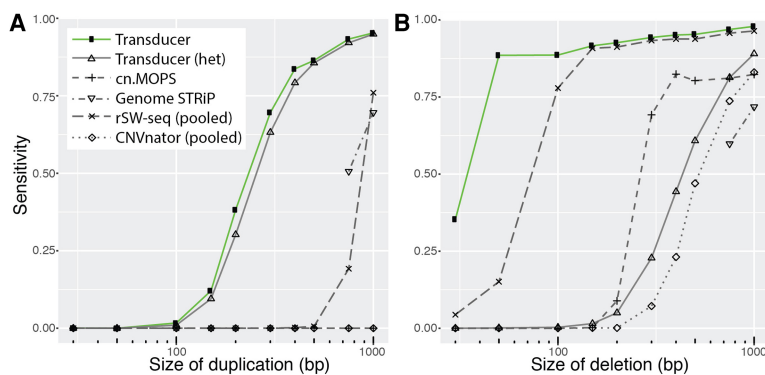 A
B
Sensitivity
1.00
0.75
0.50
0.25
0.00
Transducer
Transducer (het)
cn.MOPS
Genome STRiP
rSW-seq (pooled)
CNVnator (pooled)
100
1000
Size of duplication (bp)
1.00
0.75
0.50
0.25
0.00
100
1000
Size of deletion (bp)